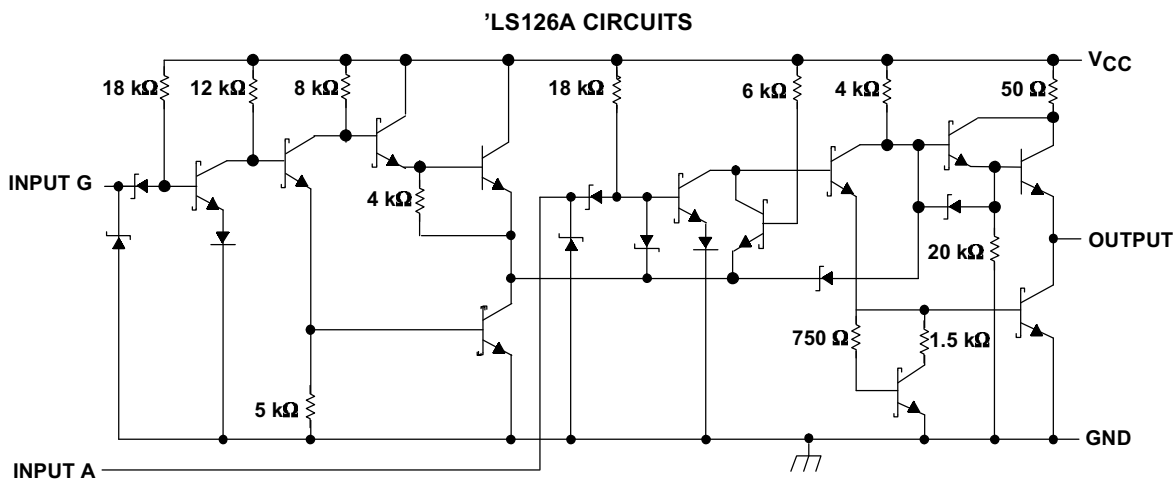 ’LS126A CIRCUITS
VCC
18 kΩ
12 kΩ
8 kΩ
18 kΩ
6 kΩ
4 kΩ
50 Ω
INPUT G
4 kΩ
20 kΩ
OUTPUT
750 Ω
1.5 kΩ
5 kΩ
GND
INPUT A